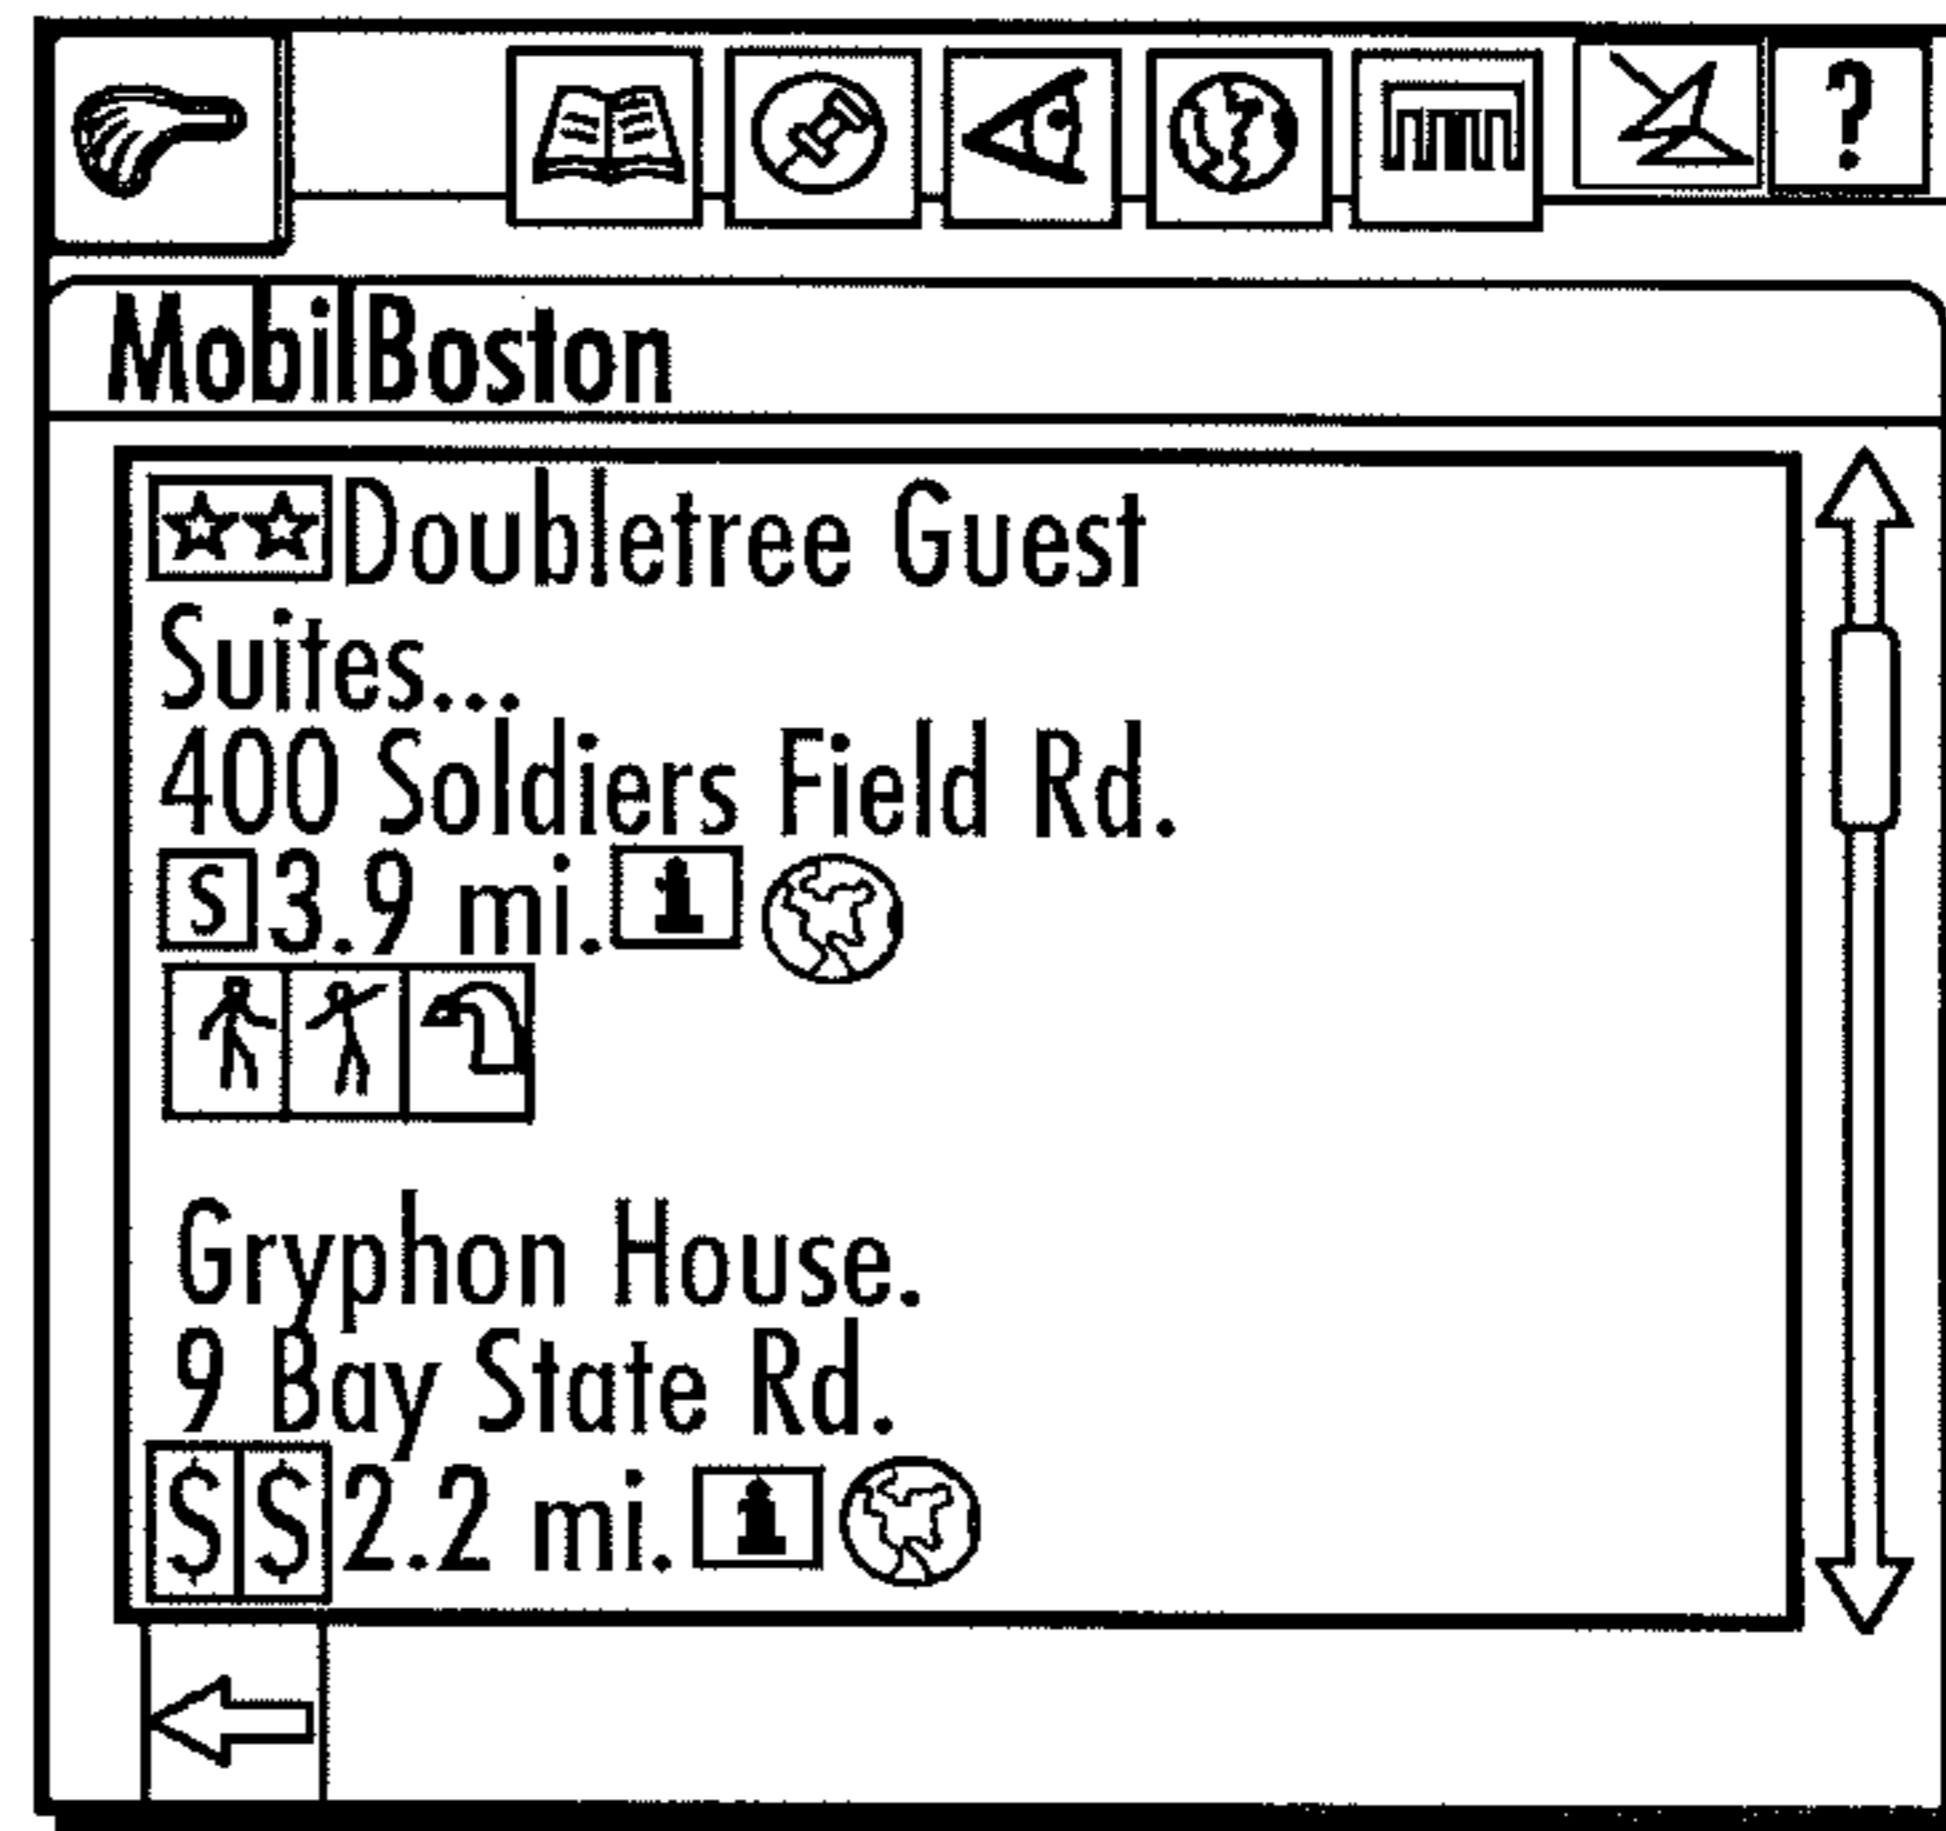 ?
MobilBoston
Doubletree Guest
Suites...
400 Soldiers Field Rd.
S 3.9 mi.
Gryphon House.
9 Bay State Rd.
$ $ 2.2 mi.